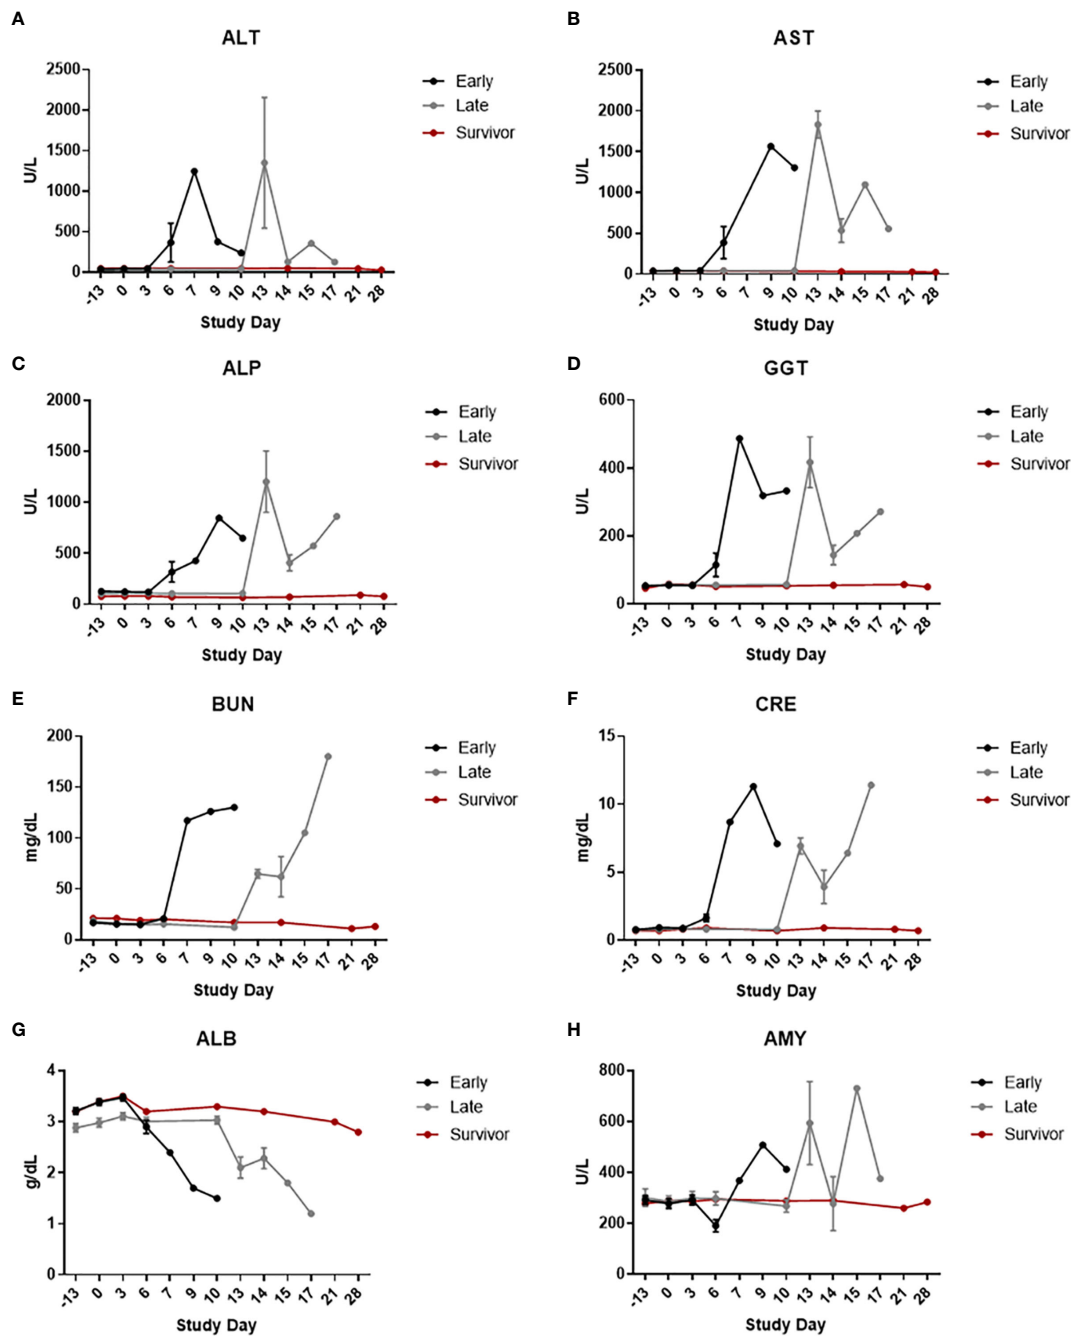 A
ALT
2500
2000
1500
1000
500
0
U/L
-13 0 3 6 7 9 10 13 14 15 17 21 28
Study Day
Early
Late
Survivor
B
AST
2500
2000
1500
1000
500
0
U/L
-13 0 3 6 7 9 10 13 14 15 17 21 28
Study Day
Early
Late
Survivor
C
ALP
2000
1500
1000
500
0
U/L
-13 0 3 6 7 9 10 13 14 15 17 21 28
Study Day
Early
Late
Survivor
D
GGT
600
400
200
0
U/L
-13 0 3 6 7 9 10 13 14 15 17 21 28
Study Day
Early
Late
Survivor
E
BUN
200
150
100
50
0
mg/dL
-13 0 3 6 7 9 10 13 14 15 17 21 28
Study Day
Early
Late
Survivor
F
CRE
15
10
5
0
mg/dL
-13 0 3 6 7 9 10 13 14 15 17 21 28
Study Day
Early
Late
Survivor
G
ALB
4
3
2
1
0
g/dL
-13 0 3 6 7 9 10 13 14 15 17 21 28
Study Day
Early
Late
Survivor
H
AMY
800
600
400
200
0
U/L
-13 0 3 6 7 9 10 13 14 15 17 21 28
Study Day
Early
Late
Survivor